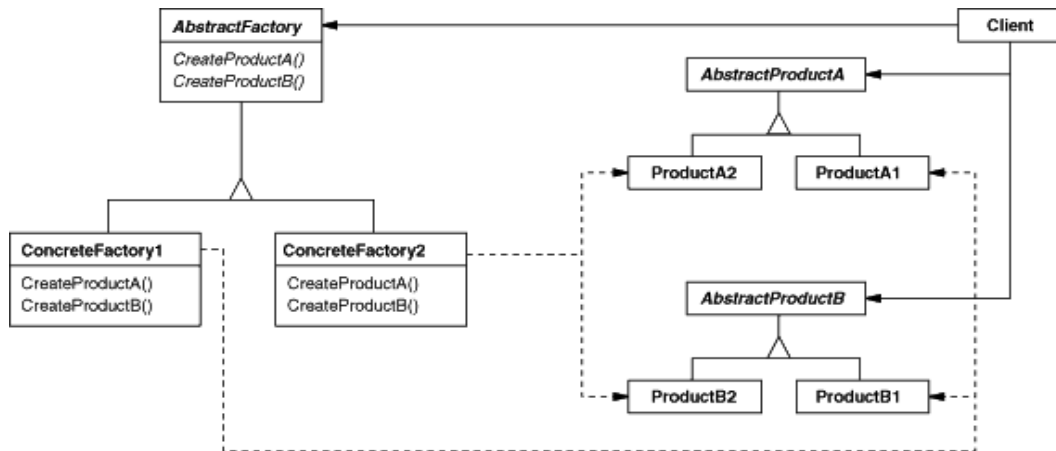 AbstractFactory
CreateProductA()
CreateProductB()
Client
AbstractProductA
ProductA2
ProductA1
ConcreteFactory1
CreateProductA()
CreateProductB()
ConcreteFactory2
CreateProductA()
CreateProductB()
AbstractProductB
ProductB2
ProductB1